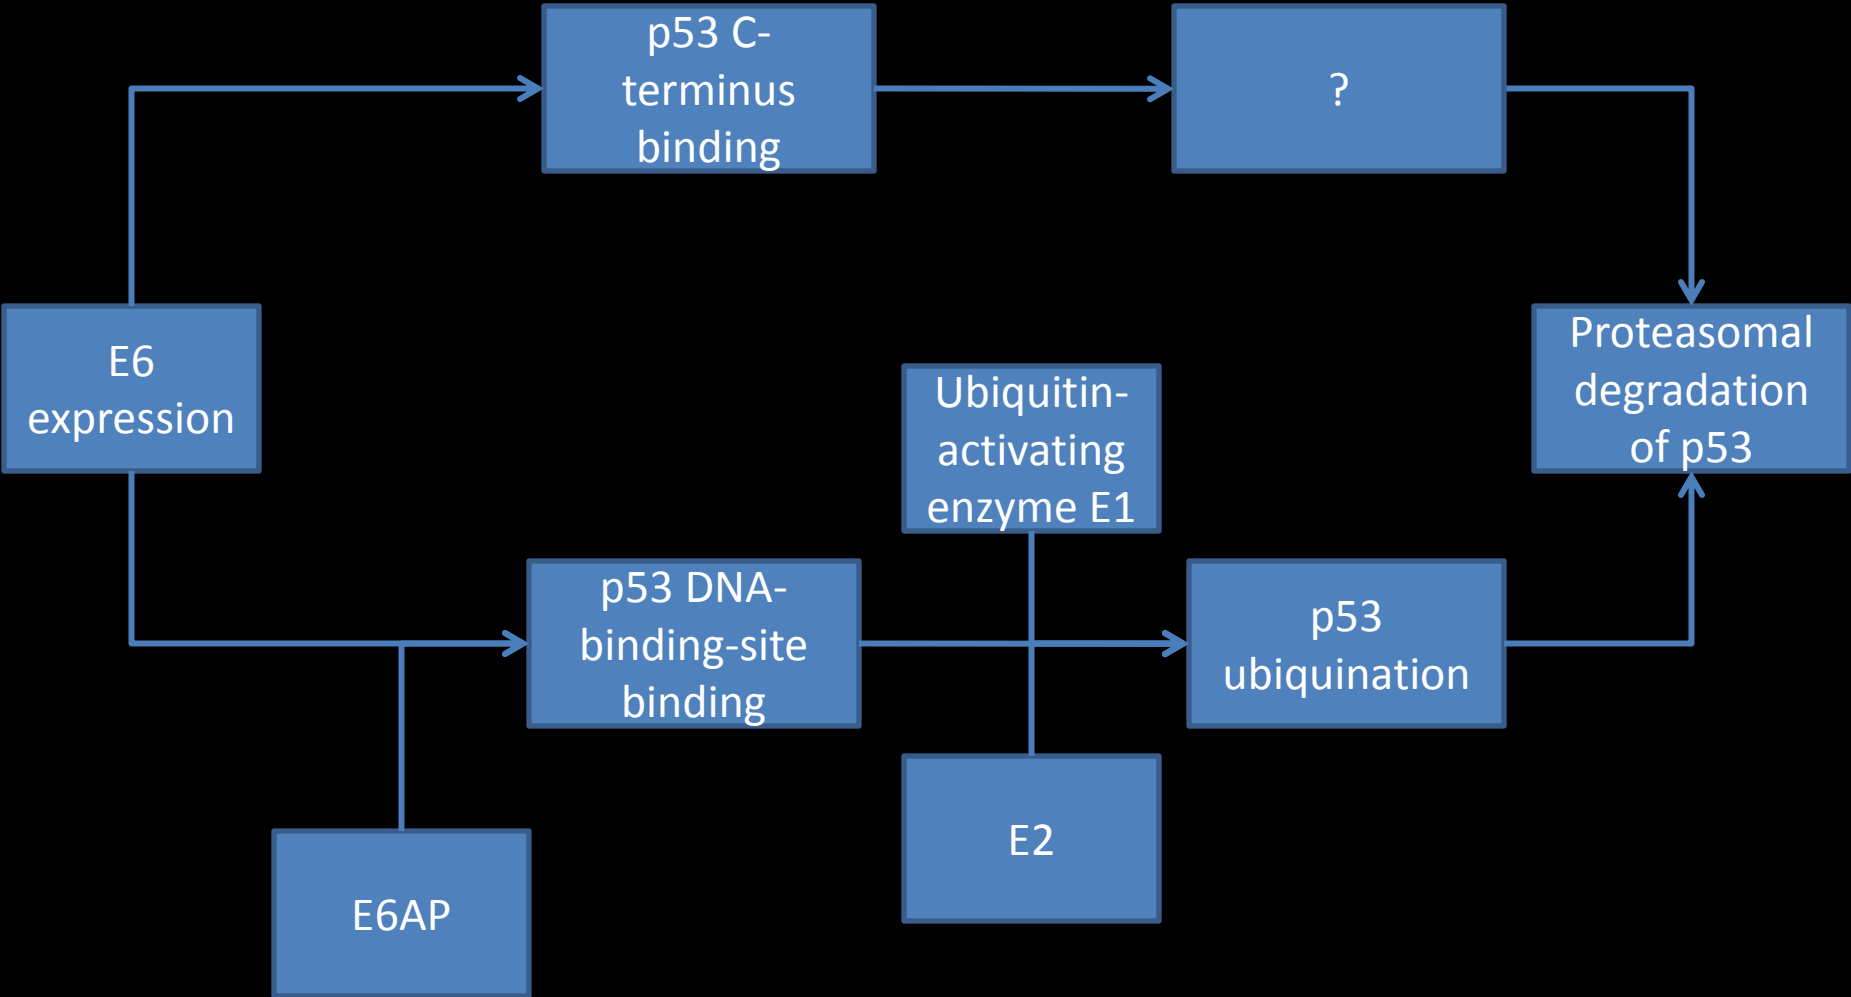 p53 C-
terminus
binding
?
E6
expression
Proteasomal
degradation
of p53
Ubiquitin-
activating
enzyme E1
p53 DNA-
binding-site
binding
p53
ubiquination
E2
E6AP